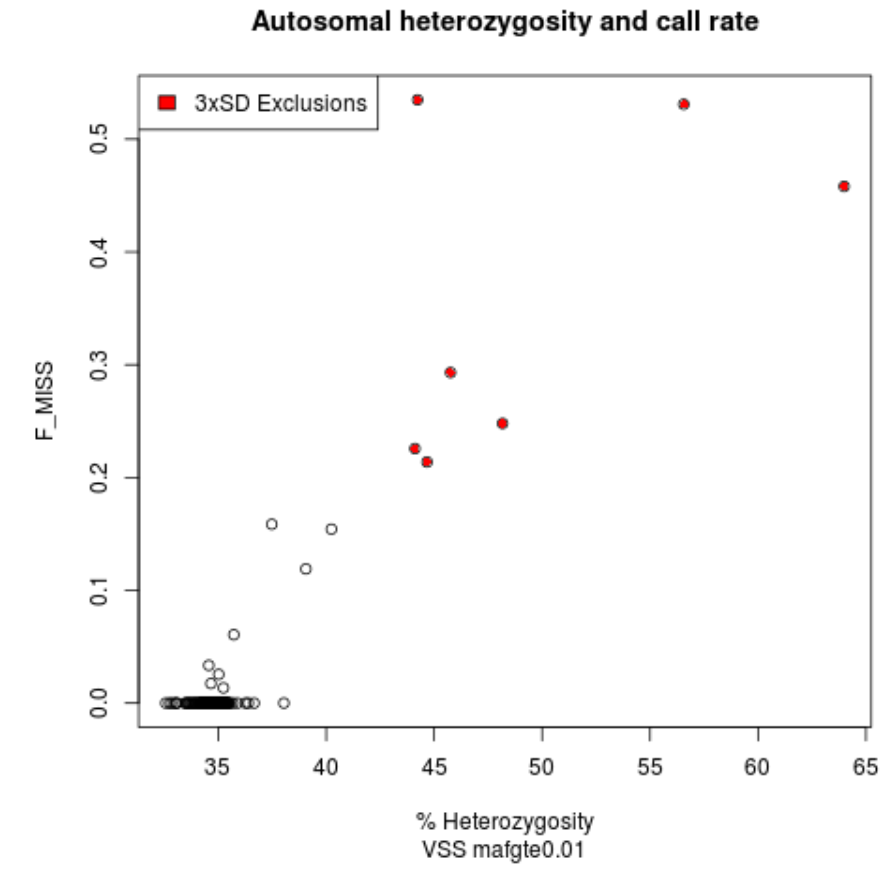 Autosomal heterozygosity and call rate
3xSD Exclusions
F_MISS
0.5
0.4
0.3
0.2
0.1
0.0
35 40 45 50 55 60 65
% Heterozygosity
VSS mafgte0.01